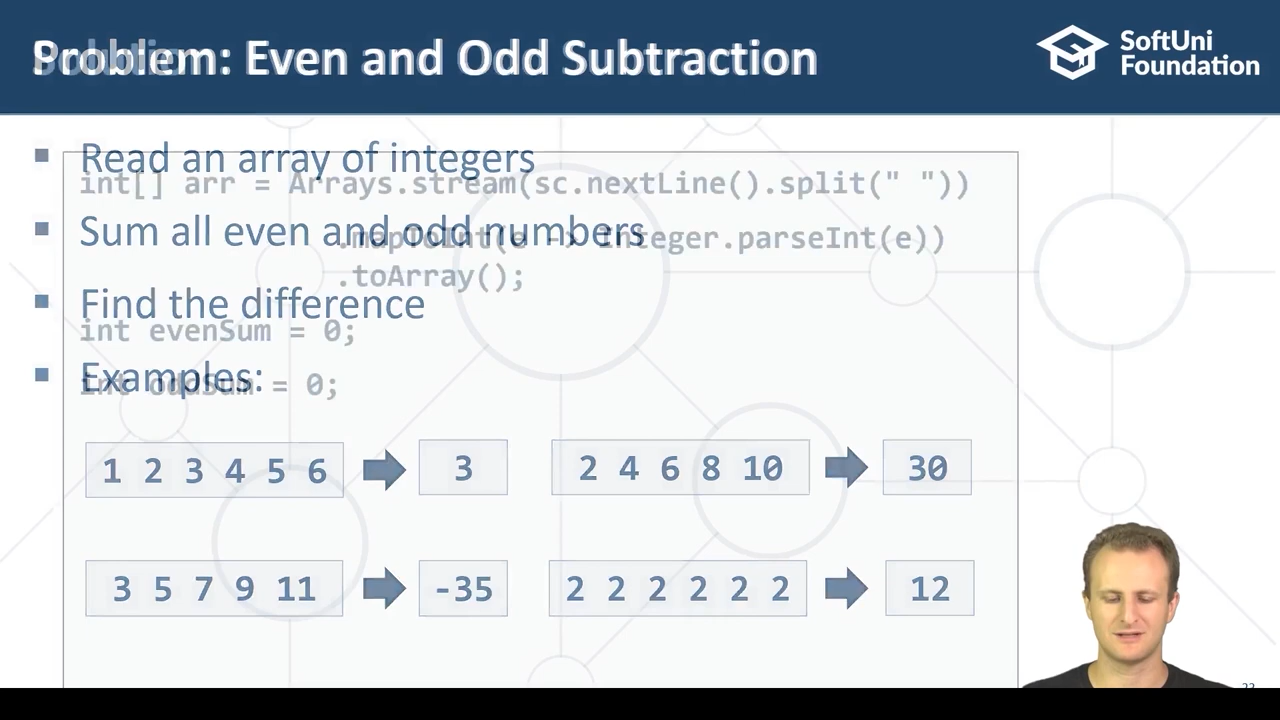 Problem: Even and Odd Subtraction
Solution
SoftUni
Foundation
Read an array of integers
int[] arr = Arrays.stream(sc.nextLine().split(" "))
Sum all even and odd numbers
.mapToInt(e -> Integer.parseInt(e))
.toArray();
Find the difference
int evenSum = 0;
Examples:
int oddSum = 0;
1 2 3 4 5 6 3 2 4 6 8 10 30
3 5 7 9 11 -35 2 2 2 2 2 2 12